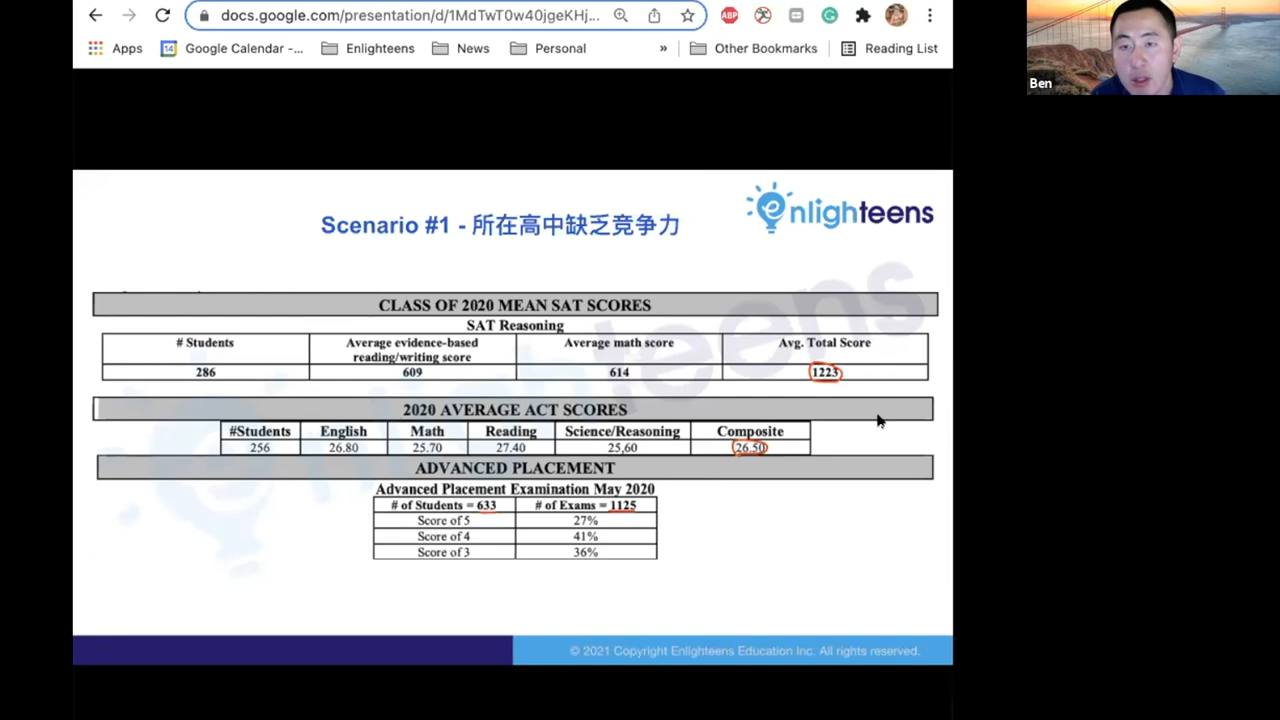 docs.google.com/presentation/d/1MdTwT0w40jgeKHj...
ABP
Apps
14
Google Calendar -...
Enlighteens
News
Personal
»
Other Bookmarks
Reading List
Ben
enlighteens
Scenario #1 - 所在高中缺乏竞争力
CLASS OF 2020 MEAN SAT SCORES
SAT Reasoning
# Students Average evidence-based reading/writing score Average math score Avg. Total Score
286 609 614 1223
2020 AVERAGE ACT SCORES
#Students English Math Reading Science/Reasoning Composite
256 26.80 25.70 27.40 25,60 26.50
ADVANCED PLACEMENT
Advanced Placement Examination May 2020
# of Students = 633 # of Exams = 1125
Score of 5 27%
Score of 4 41%
Score of 3 36%
enlighteens
© 2021 Copyright Enlighteens Education Inc. All rights reserved.